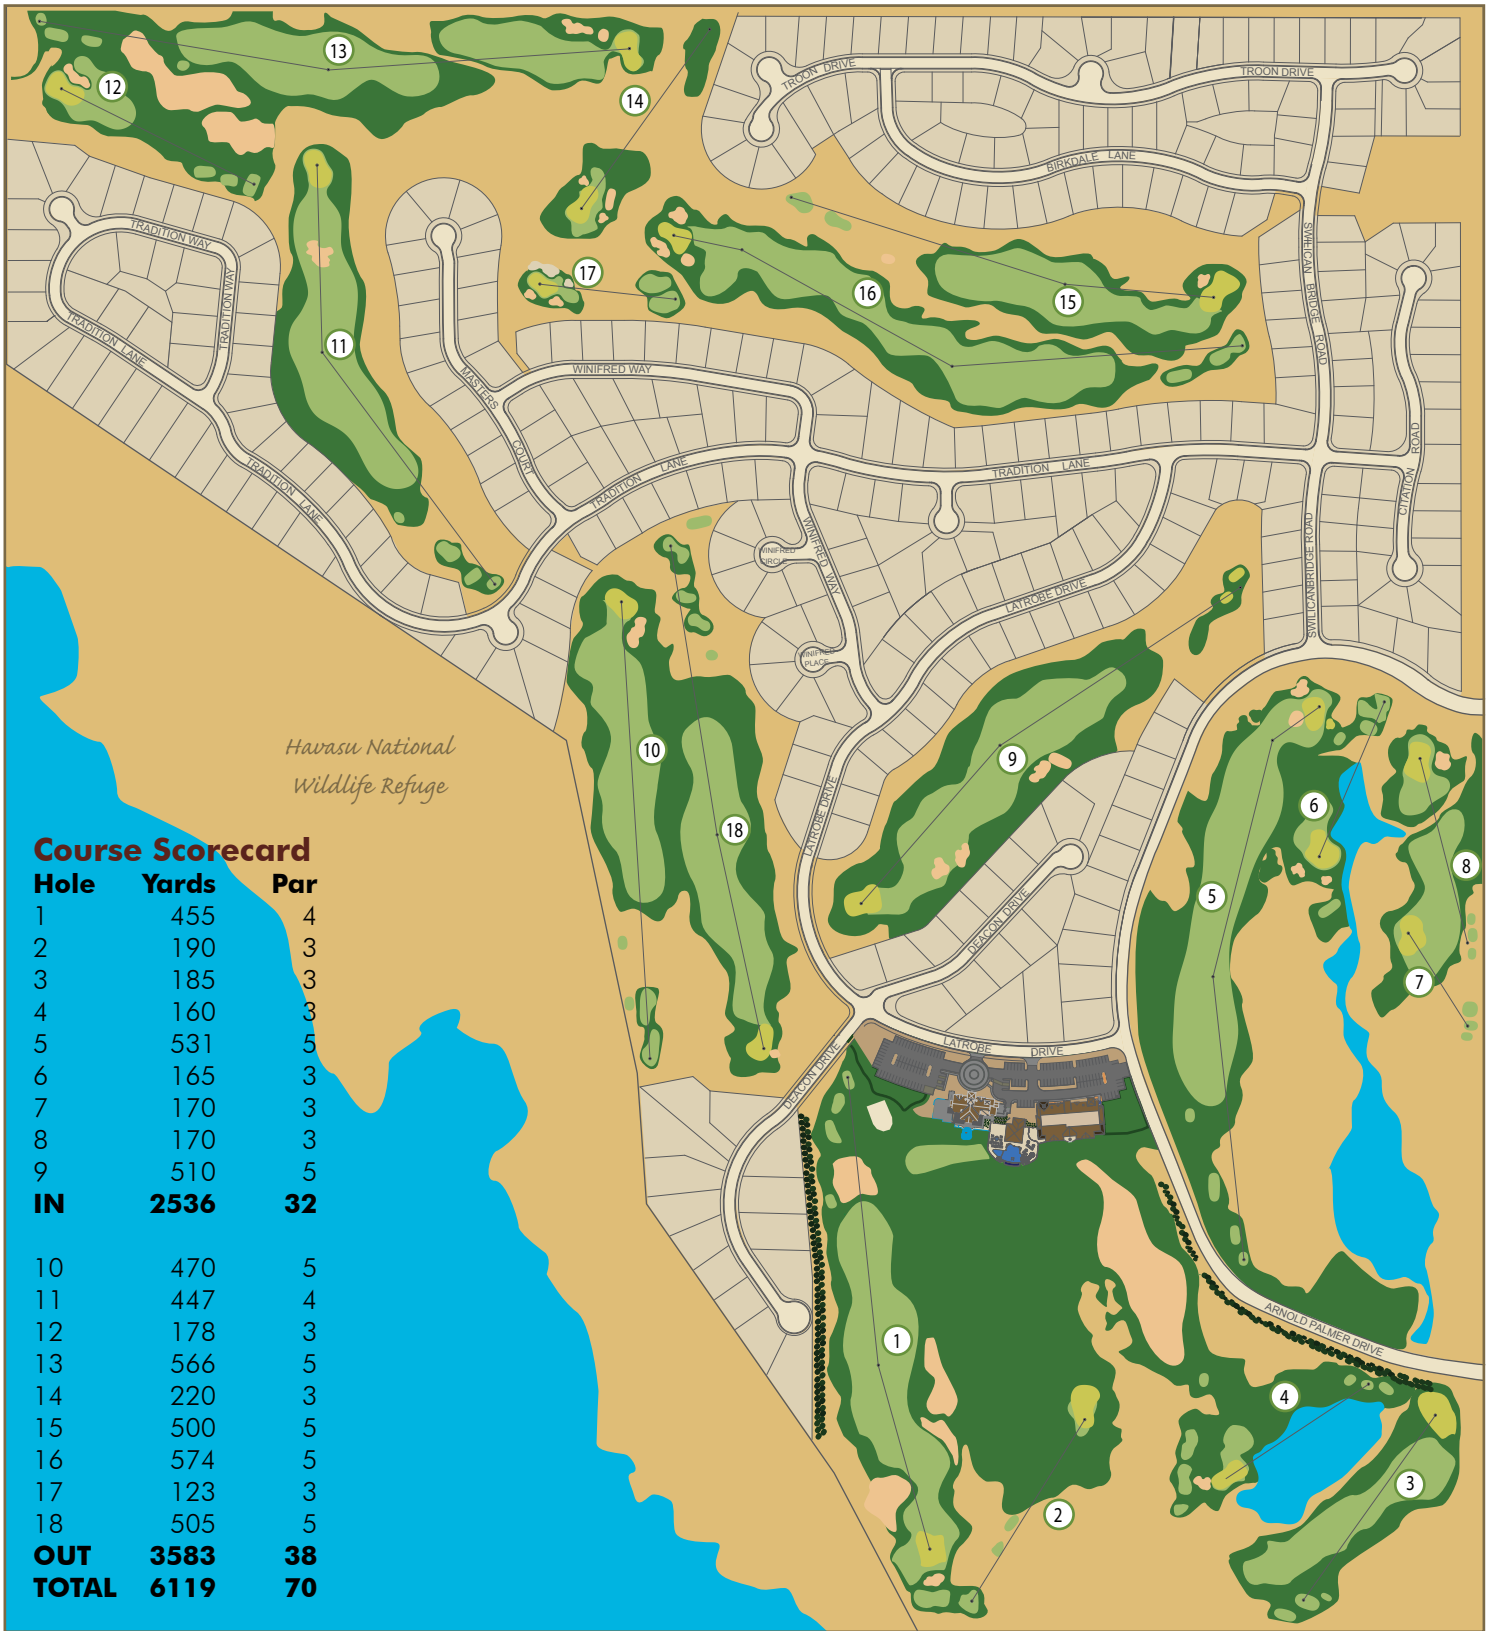 13
12
14
TROON DRIVE
TROON DRIVE
BIRKDALE LANE
TRADITION WAY
TRADITION WAY
TRADITION LANE
17
16
15
11
SWILICAN BRIDGE ROAD
WINIFRED WAY
MASTERS COURT
TRADITION LANE
TRADITION LANE
TRADITION LANE
CITATION ROAD
WINIFRED WAY
WINIFRED
CIRCLE
SWILICANBRIDGE ROAD
LATROBE DRIVE
WINIFRED
PLACE
Havasu National
Wildlife Refuge
10
18
9
LATROBE DRIVE
6
5
8
7
DEACON DRIVE
LATROBE DRIVE
DEACON DRIVE
ARNOLD PALMER DRIVE
1
4
3
2
Course Scorecard
Hole Yards Par
1 455 4
2 190 3
3 185 3
4 160 3
5 531 5
6 165 3
7 170 3
8 170 3
9 510 5
IN 2536 32
10 470 5
11 447 4
12 178 3
13 566 5
14 220 3
15 500 5
16 574 5
17 123 3
18 505 5
OUT 3583 38
TOTAL 6119 70